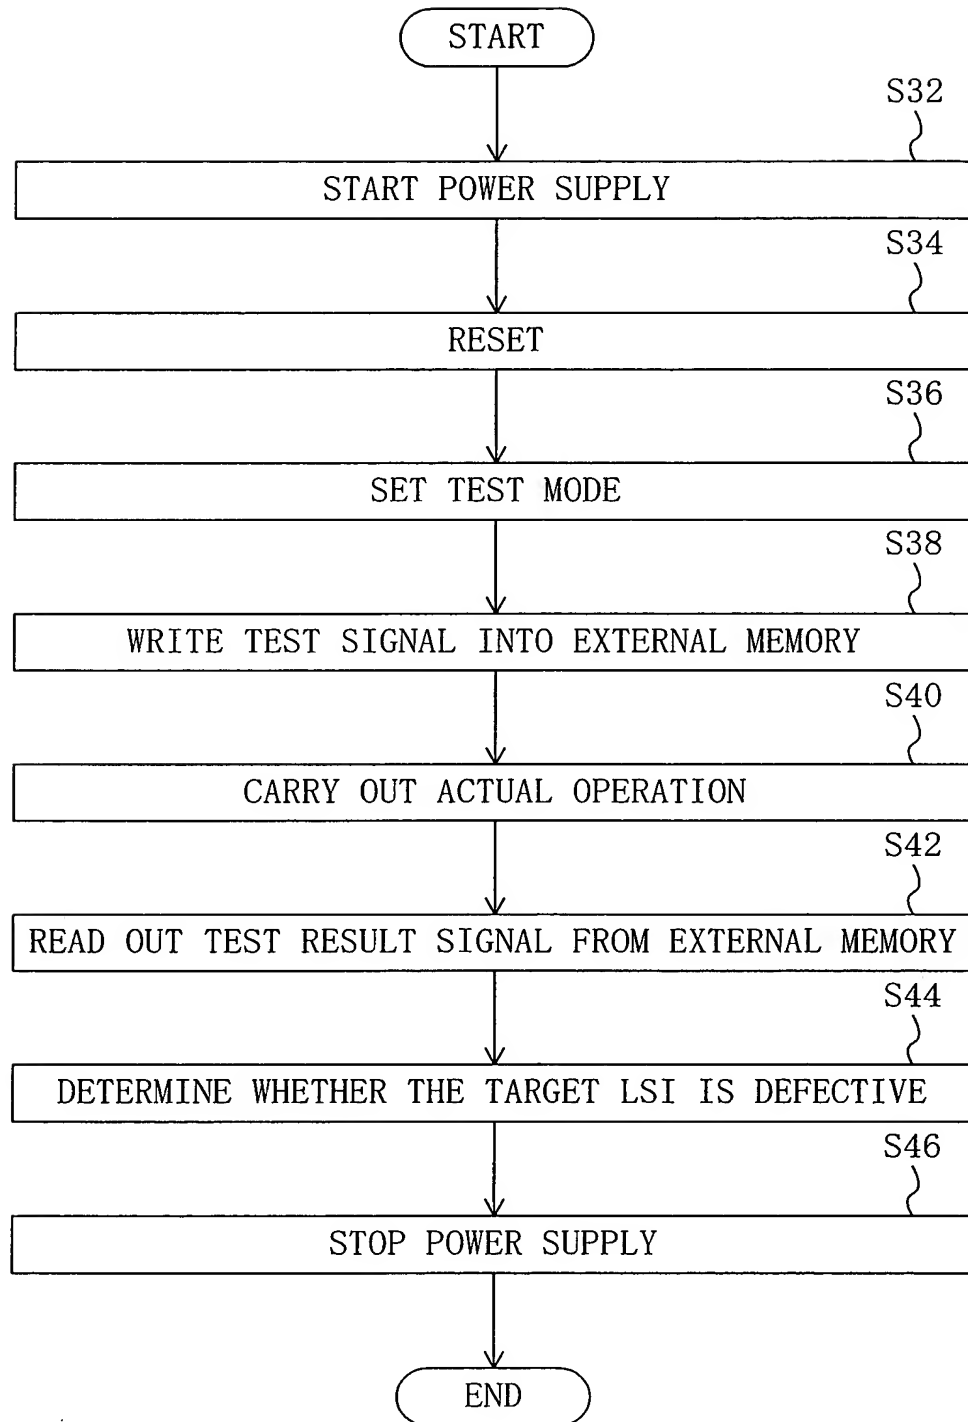 START
S32
START POWER SUPPLY
S34
RESET
S36
SET TEST MODE
S38
WRITE TEST SIGNAL INTO EXTERNAL MEMORY
S40
CARRY OUT ACTUAL OPERATION
S42
READ OUT TEST RESULT SIGNAL FROM EXTERNAL MEMORY
S44
DETERMINE WHETHER THE TARGET LSI IS DEFECTIVE
S46
STOP POWER SUPPLY
END